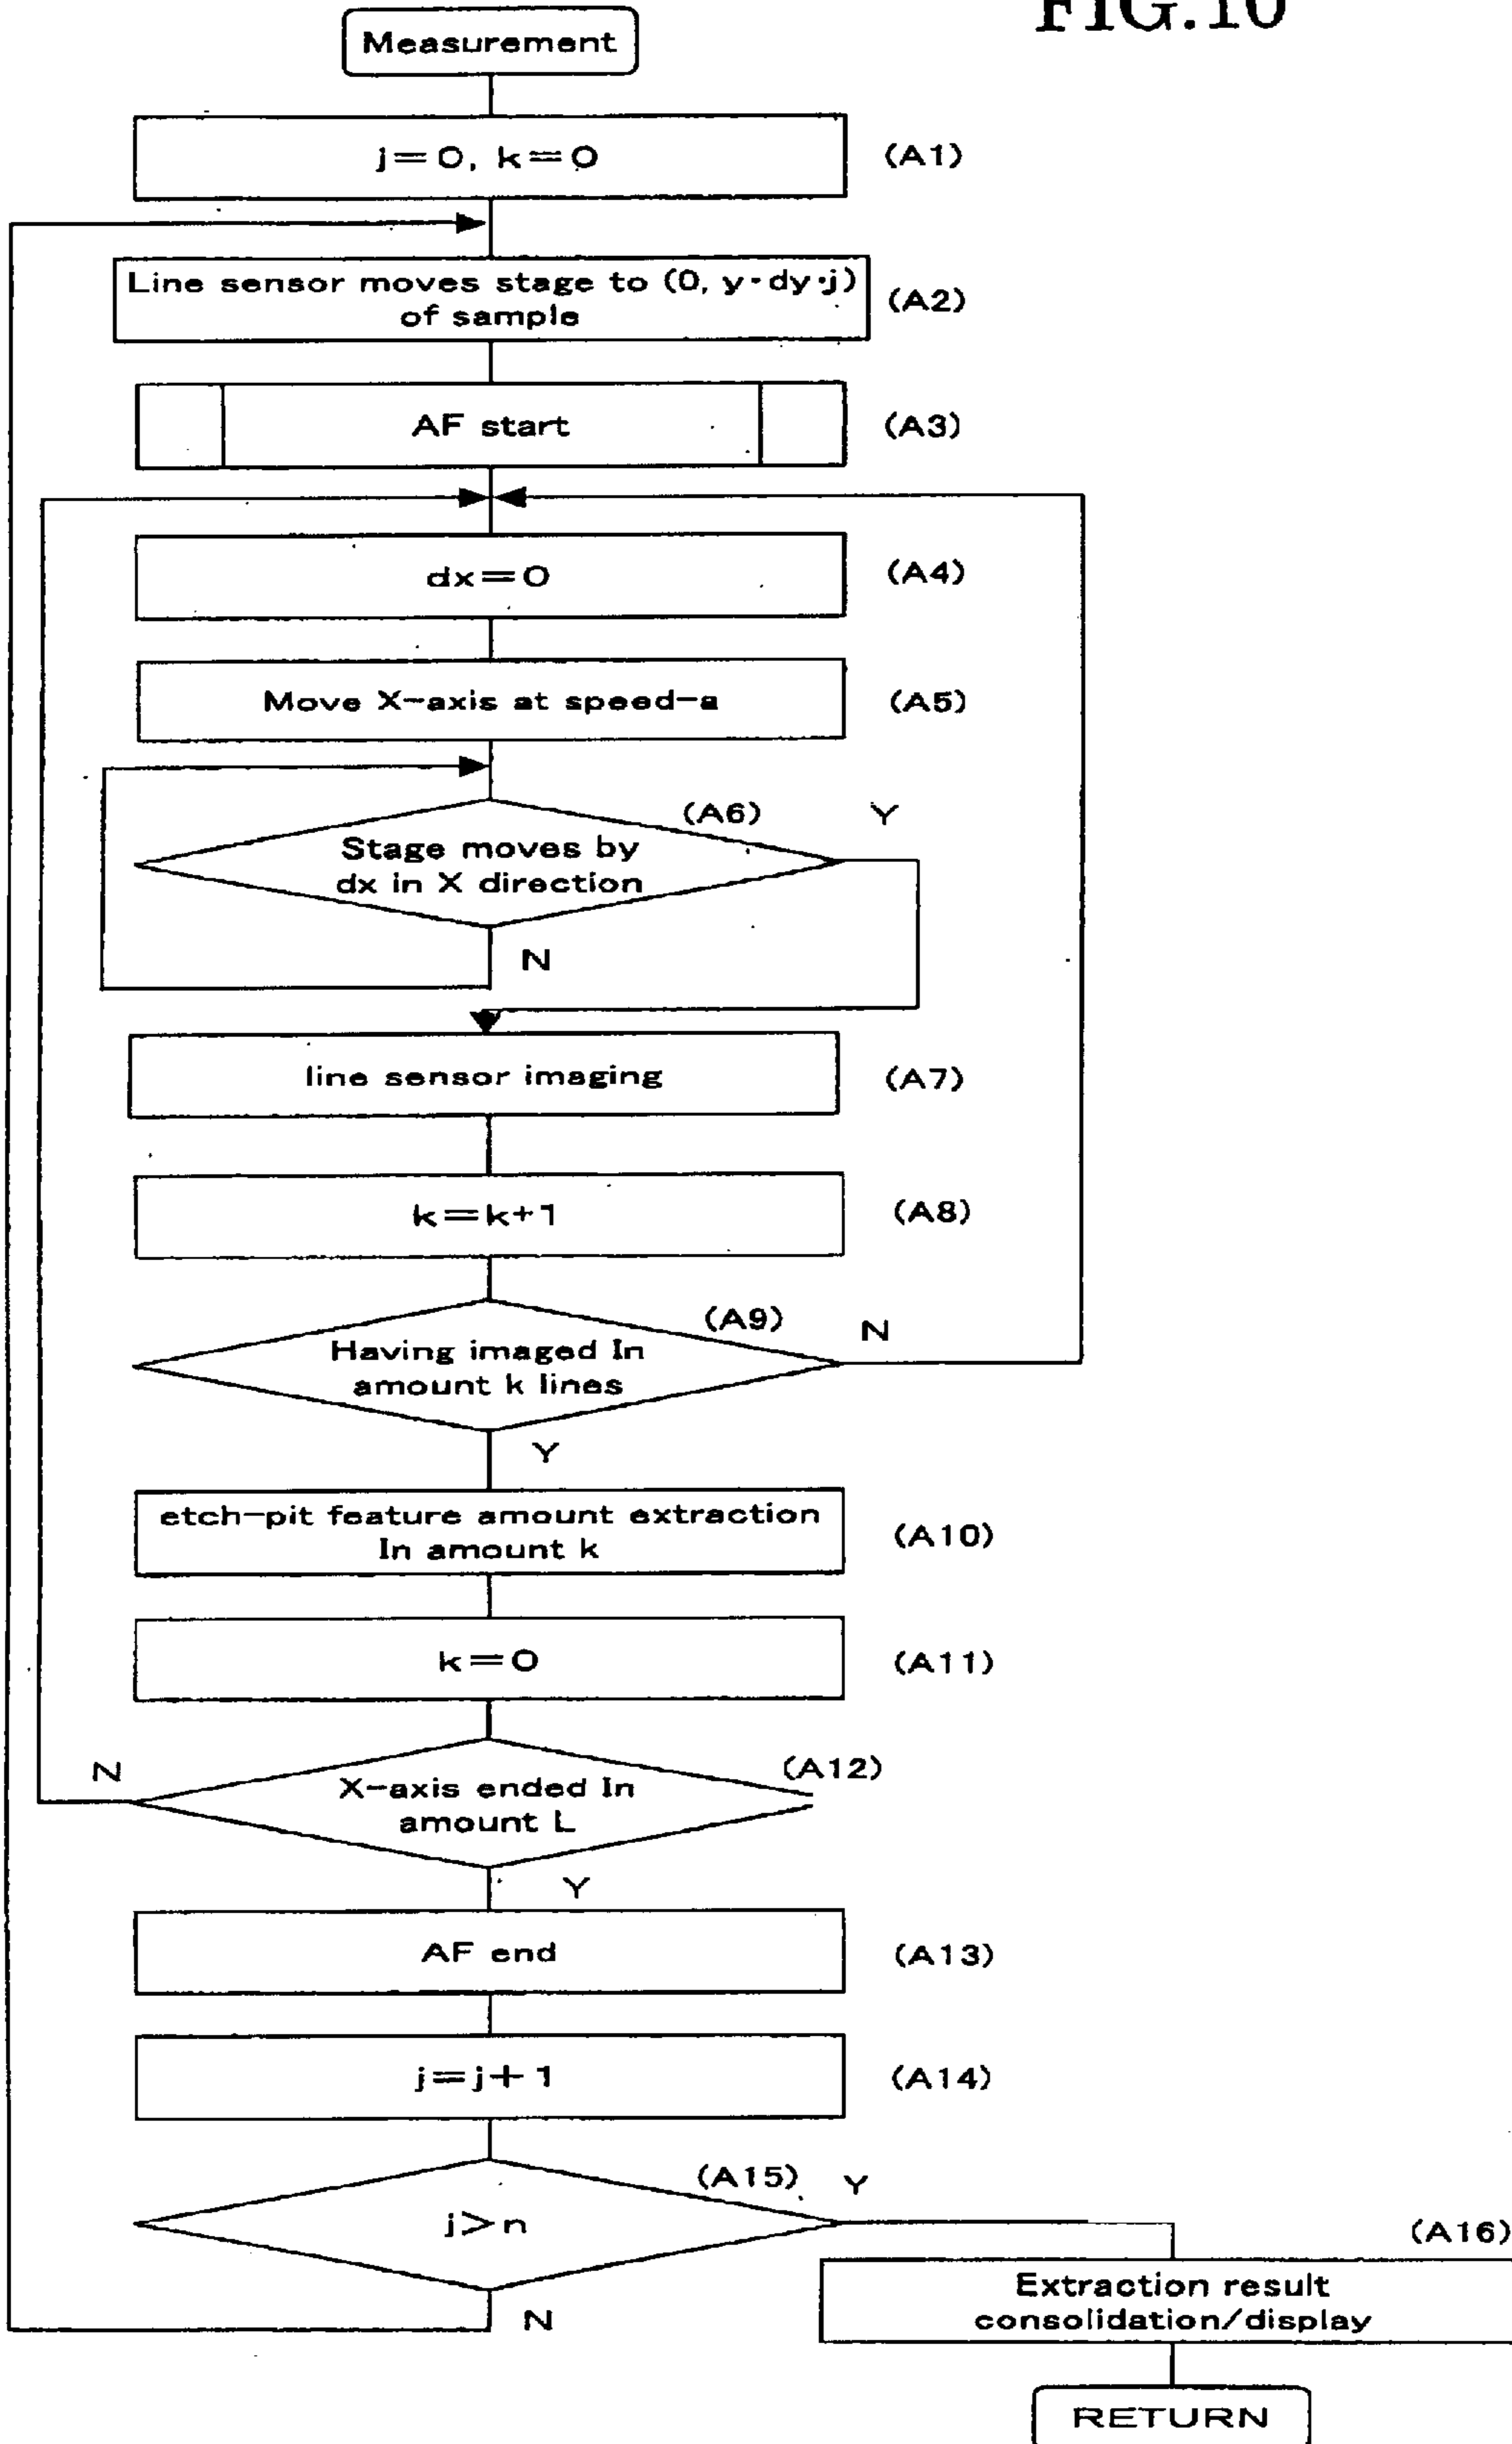 FIG.10
Measurement
j=0, k=0
(A1)
Line sensor moves stage to (0, y·dy·j)
of sample
(A2)
AF start
(A3)
dx=0
(A4)
Move X-axis at speed-a
(A5)
(A6)
Y
Stage moves by
dx in X direction
N
line sensor imaging
(A7)
k=k+1
(A8)
(A9)
N
Having imaged In
amount k lines
Y
etch-pit feature amount extraction
In amount k
(A10)
k=0
(A11)
N
(A12)
X-axis ended In
amount L
Y
AF end
(A13)
j=j+1
(A14)
(A15)
Y
j>n
N
(A16)
Extraction result
consolidation/display
RETURN